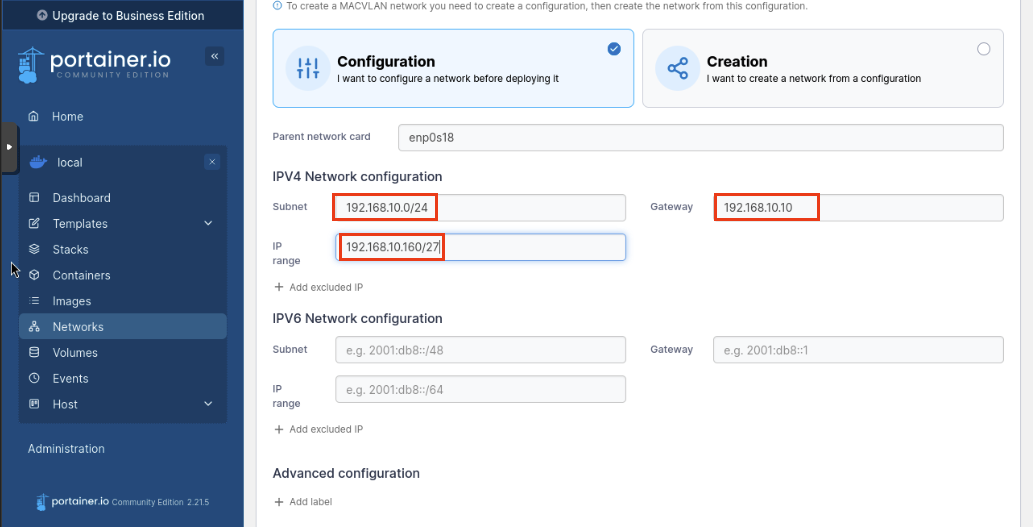 To create a MACVLAN network you need to create a configuration, then create the network from this configuration.
Upgrade to Business Edition
portainer.io
COMMUNITY EDITION
Home
local
Dashboard
Templates
Stacks
Containers
Images
Networks
Volumes
Events
Host
Administration
portainer.io Community Edition 2.21.5
Configuration
I want to configure a network before deploying it
Creation
I want to create a network from a configuration
Parent network card
enp0s18
IPV4 Network configuration
Subnet
192.168.10.0/24
Gateway
192.168.10.10
IP
range
192.168.10.160/27
+ Add excluded IP
IPV6 Network configuration
Subnet
e.g. 2001:db8::/48
Gateway
e.g. 2001:db8::1
IP
range
e.g. 2001:db8::/64
+ Add excluded IP
Advanced configuration
+ Add label